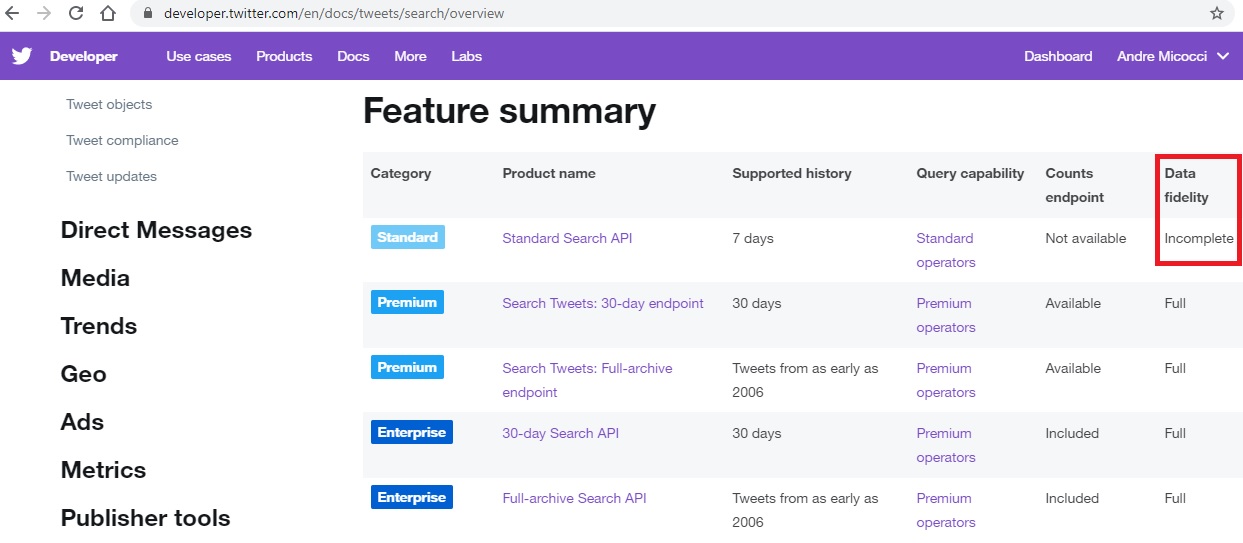 developer.twitter.com/en/docs/tweets/search/overview
Developer Use cases Products Docs More Labs Dashboard Andre Micocci
Tweet objects
Tweet compliance
Tweet updates
Direct Messages
Media
Trends
Geo
Ads
Metrics
Publisher tools
Feature summary
Category Product name Supported history Query capability Counts endpoint Data fidelity
Standard Standard Search API 7 days Standard operators Not available Incomplete
Premium Search Tweets: 30-day endpoint 30 days Premium operators Available Full
Premium Search Tweets: Full-archive endpoint Tweets from as early as 2006 Premium operators Available Full
Enterprise 30-day Search API 30 days Premium operators Included Full
Enterprise Full-archive Search API Tweets from as early as 2006 Premium operators Included Full